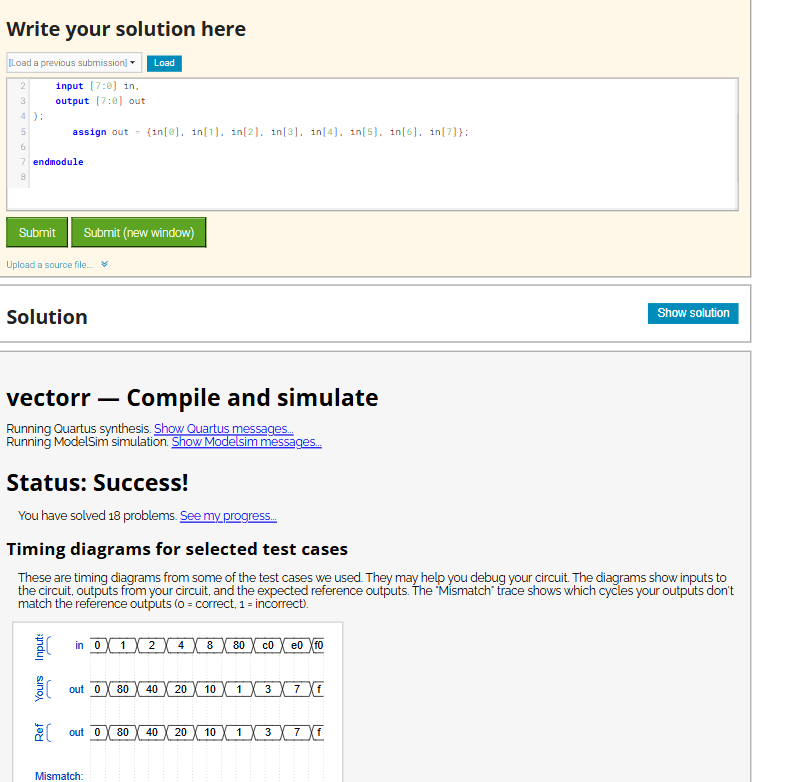 Write your solution here
[Load a previous submission]
Load
2 input [7:0] in,
3 output [7:0] out
4 );
5 assign out = {in[0], in[1], in[2], in[3], in[4], in[5], in[6], in[7]};
6
7 endmodule
8
Submit
Submit (new window)
Upload a source file...
Solution
Show solution
vectorr — Compile and simulate
Running Quartus synthesis. Show Quartus messages...
Running ModelSim simulation. Show Modelsim messages...
Status: Success!
You have solved 18 problems. See my progress...
Timing diagrams for selected test cases
These are timing diagrams from some of the test cases we used. They may help you debug your circuit. The diagrams show inputs to
the circuit, outputs from your circuit, and the expected reference outputs. The "Mismatch" trace shows which cycles your outputs don't
match the reference outputs (0 = correct, 1 = incorrect).
Inputs in 0 1 2 4 8 80 c0 e0 f0
Yours out 0 80 40 20 10 1 3 7 f
Ref out 0 80 40 20 10 1 3 7 f
Mismatch: